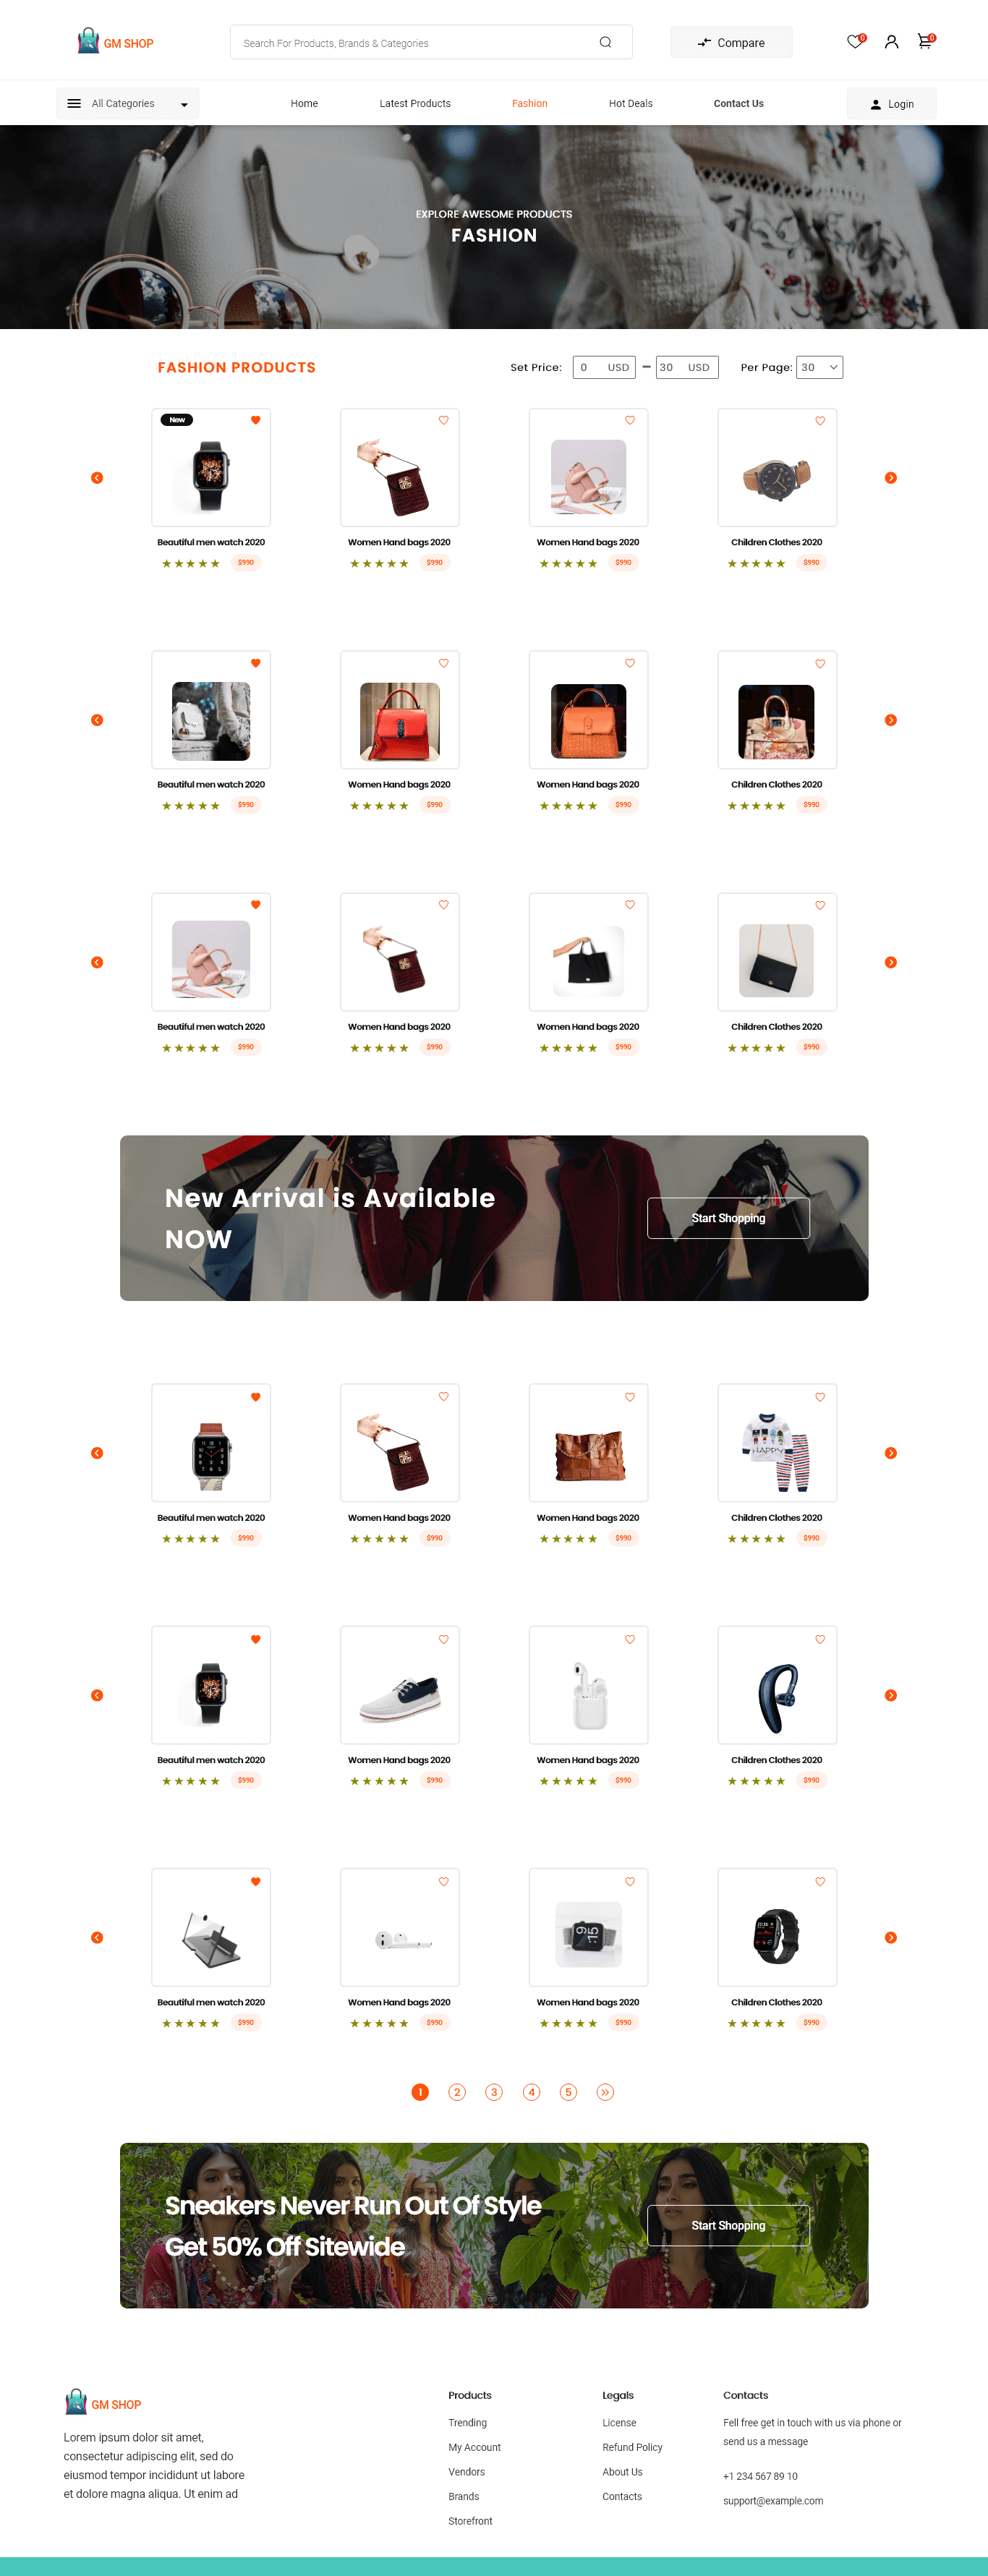 GM SHOP
Search For Products, Brands & Categories
Compare
0
0
All Categories
Home
Latest Products
Fashion
Hot Deals
Contact Us
Login
EXPLORE AWESOME PRODUCTS
FASHION
FASHION PRODUCTS
Set Price:
0 USD
30 USD
Per Page:
30
New
Beautiful men watch 2020
$990
Women Hand bags 2020
$990
Women Hand bags 2020
$990
Children Clothes 2020
$990
Beautiful men watch 2020
$990
Women Hand bags 2020
$990
Women Hand bags 2020
$990
Children Clothes 2020
$990
Beautiful men watch 2020
$990
Women Hand bags 2020
$990
Women Hand bags 2020
$990
Children Clothes 2020
$990
New Arrival is Available
NOW
Start Shopping
HAPPY
Beautiful men watch 2020
$990
Women Hand bags 2020
$990
Women Hand bags 2020
$990
Children Clothes 2020
$990
Beautiful men watch 2020
$990
Women Hand bags 2020
$990
Women Hand bags 2020
$990
Children Clothes 2020
$990
Beautiful men watch 2020
$990
Women Hand bags 2020
$990
Women Hand bags 2020
$990
Children Clothes 2020
$990
1
2
3
4
5
Sneakers Never Run Out Of Style
Get 50% Off Sitewide
Start Shopping
GM SHOP
Lorem ipsum dolor sit amet,
consectetur adipiscing elit, sed do
eiusmod tempor incididunt ut labore
et dolore magna aliqua. Ut enim ad
Products
Trending
My Account
Vendors
Brands
Storefront
Legals
License
Refund Policy
About Us
Contacts
Contacts
Fell free get in touch with us via phone or
send us a message
+1 234 567 89 10
support@example.com